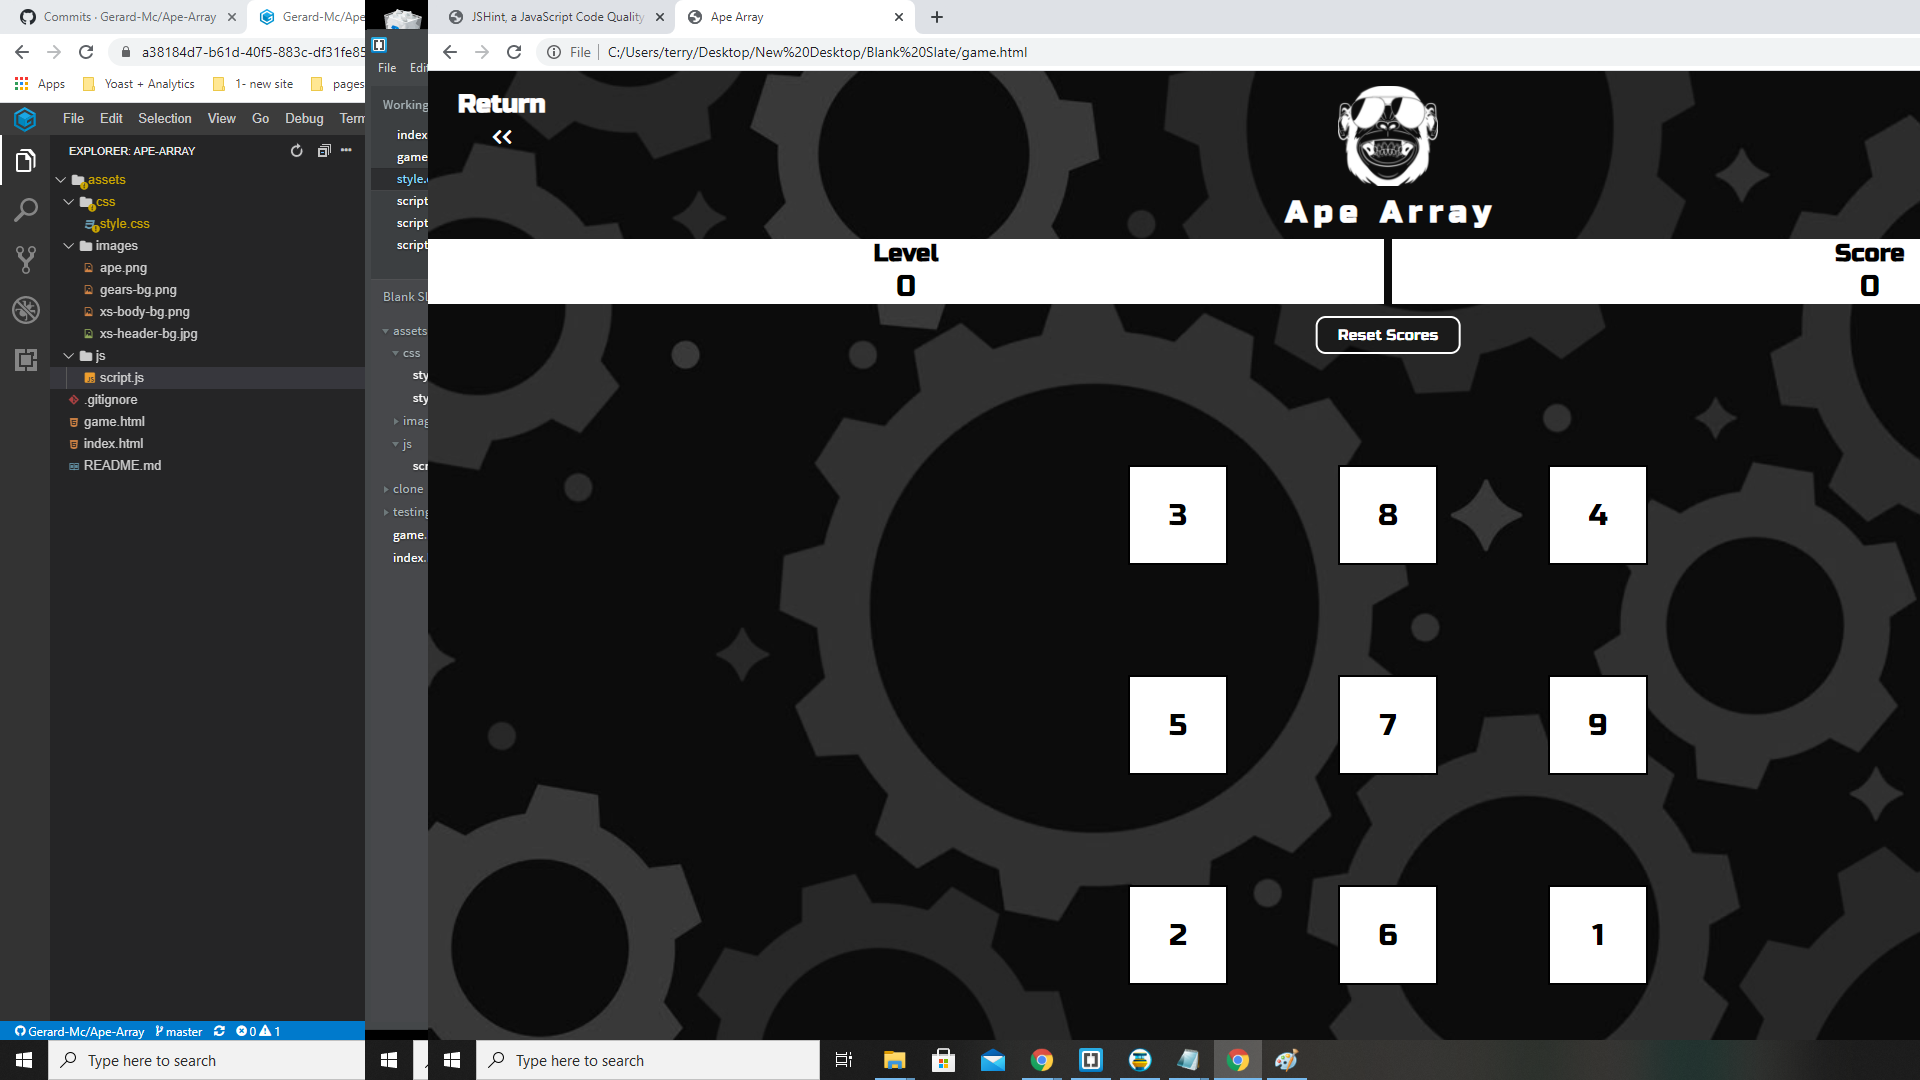 Commits · Gerard-Mc/Ape-Array
Gerard-Mc/Ape
a38184d7-b61d-40f5-883c-df31fe85
Apps
Yoast + Analytics
1- new site
pages
File Edit Selection View Go Debug Term
EXPLORER: APE-ARRAY
assets
css
style.css
images
ape.png
gears-bg.png
xs-body-bg.png
xs-header-bg.jpg
js
script.js
.gitignore
game.html
index.html
README.md
Gerard-Mc/Ape-Array master 0 1
Type here to search
File Edi
Working
index
game
style.
script
script
script
Blank Sl
assets
css
sty
sty
imag
js
scr
clone
testing
game.
index.
JSHint, a JavaScript Code Quality
Ape Array
File C:/Users/terry/Desktop/New%20Desktop/Blank%20Slate/game.html
Return
Ape Array
Level
0
Score
0
Reset Scores
3 8 4
5 7 9
2 6 1
Type here to search